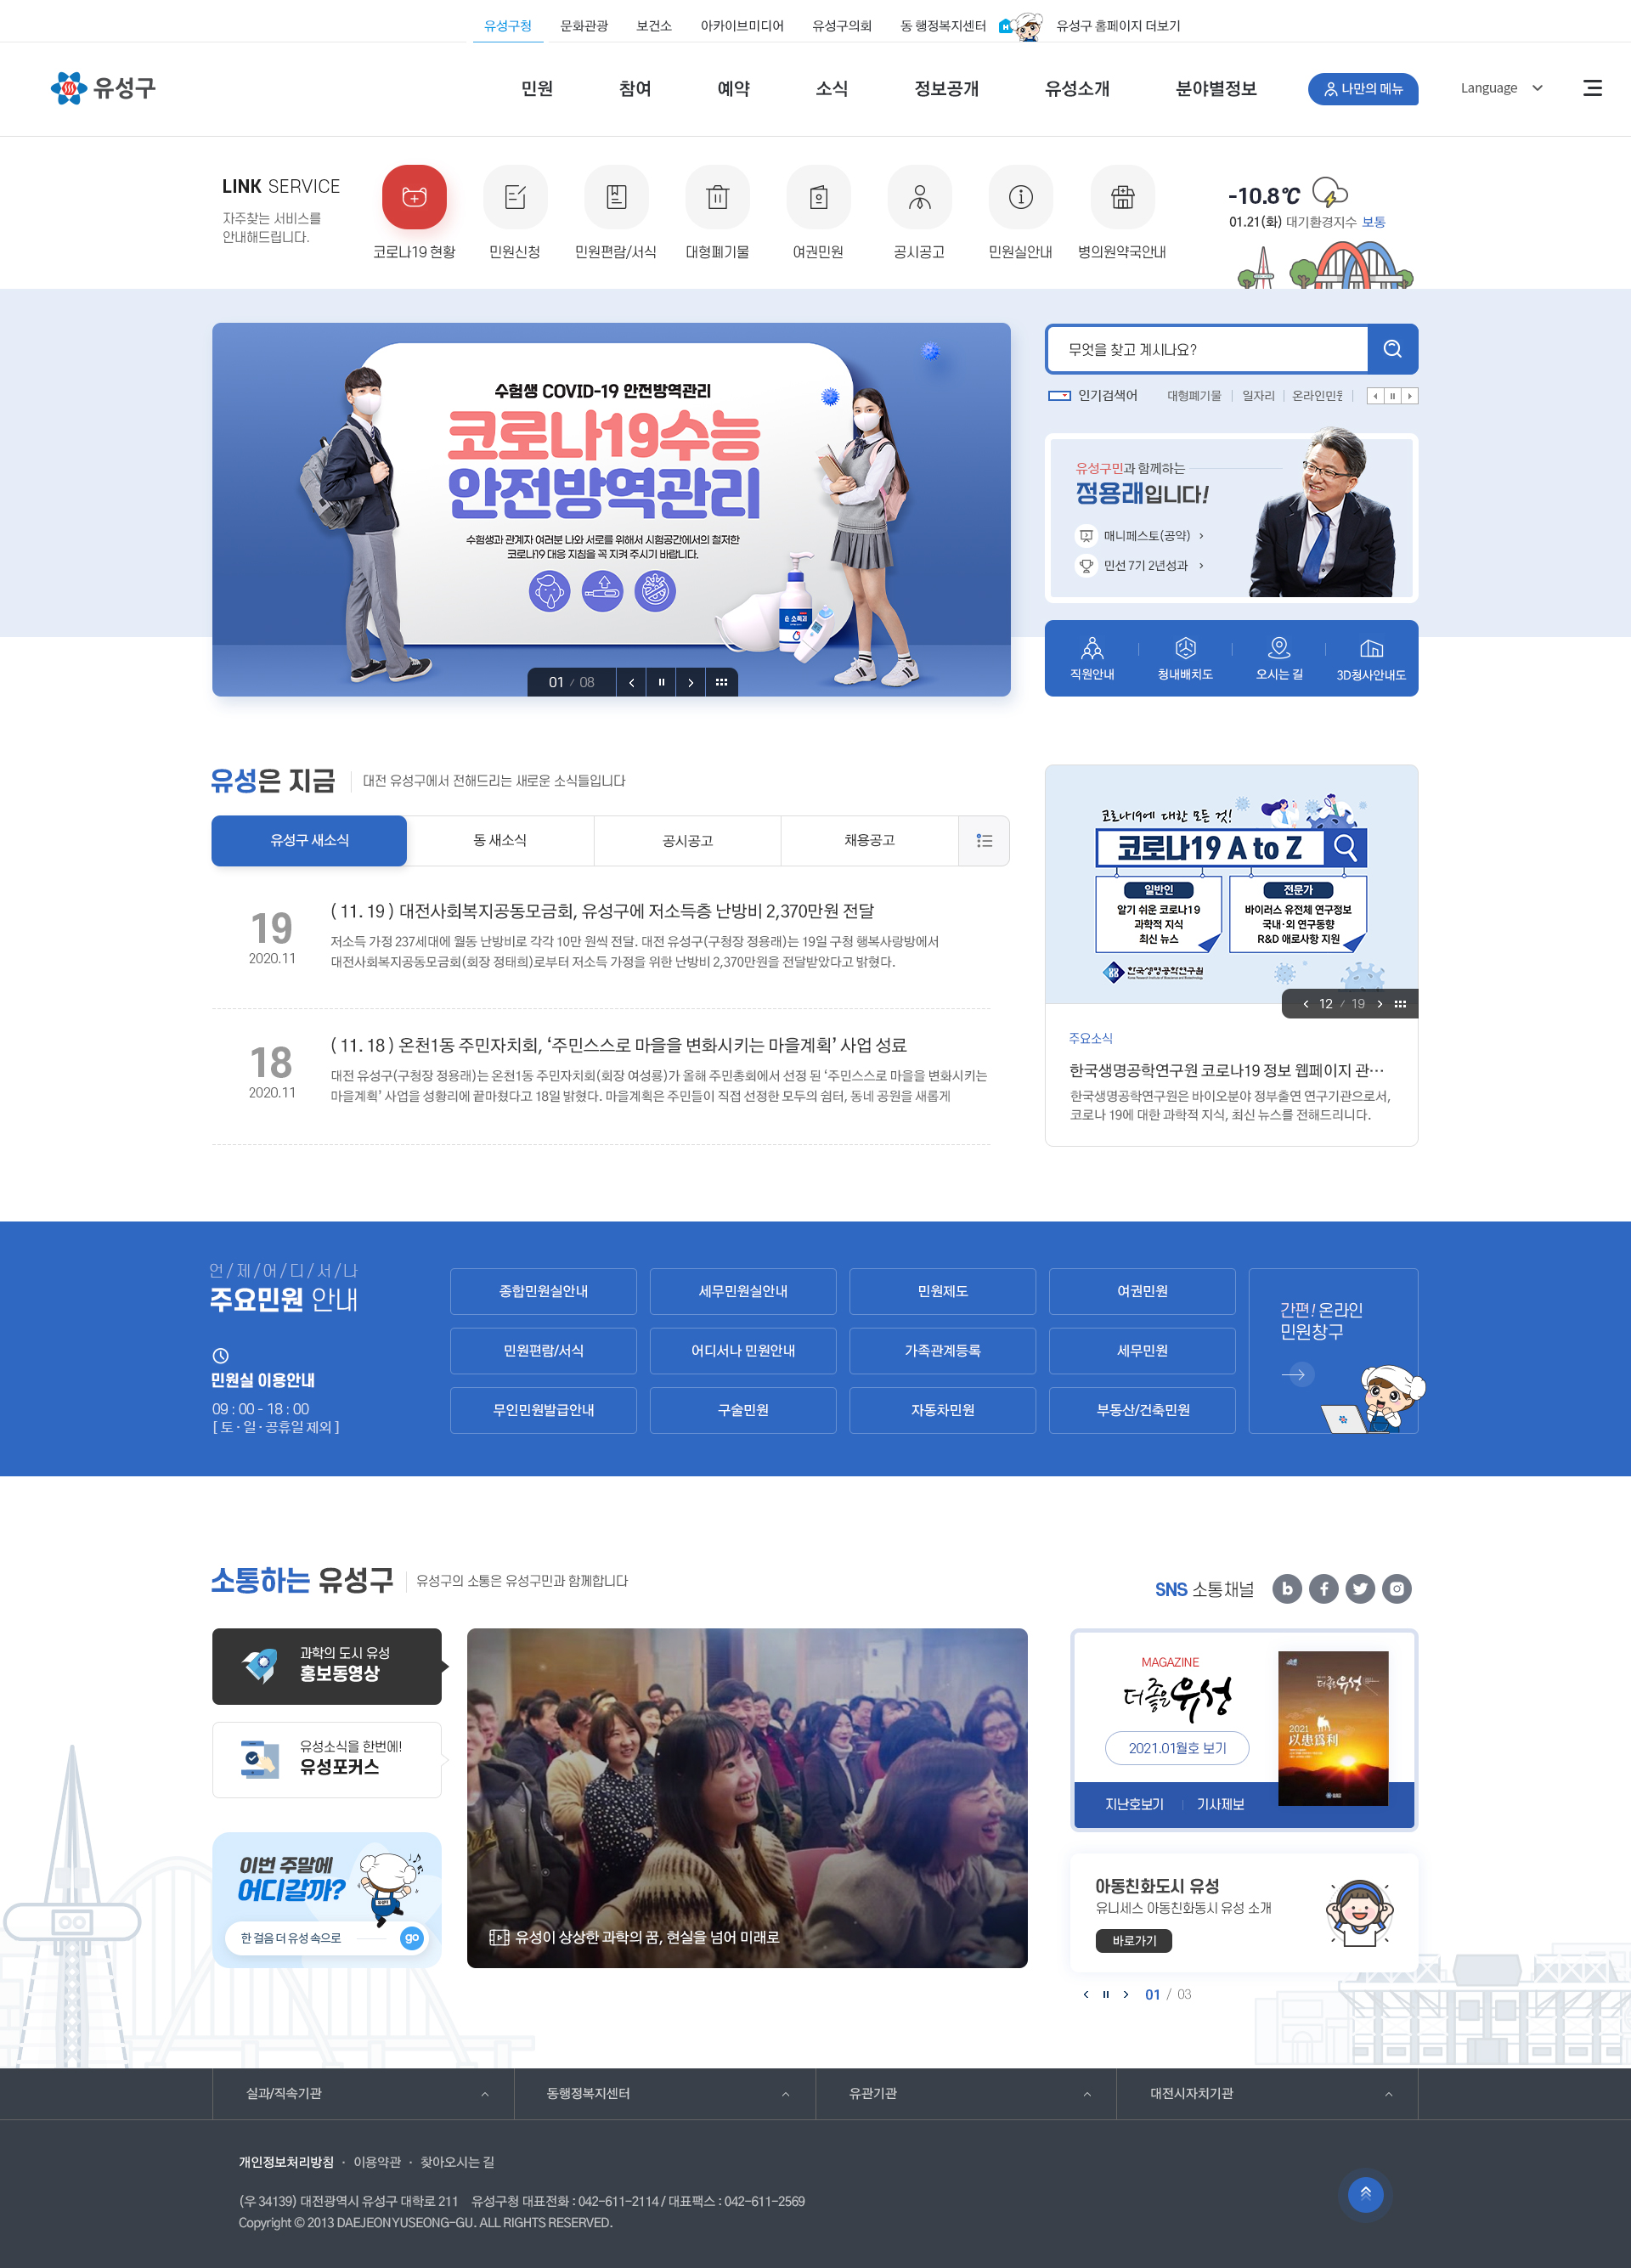 유성구청 문화관광 보건소 아카이브미디어 유성구의회 동 행정복지센터 유성구 홈페이지 더보기
유성구 민원 참여 예약 소식 정보공개 유성소개 분야별정보 나만의 메뉴 Language
LINK SERVICE
자주찾는 서비스를
안내해드립니다.
코로나19 현황 민원신청 민원편람/서식 대형폐기물 여권민원 공시공고 민원실안내 병의원약국안내
-10.8℃
01.21(화) 대기환경지수 보통
수험생 COVID-19 안전방역관리
코로나19수능
안전방역관리
수험생과 관계자 여러분 나와 서로를 위해서 시험공간에서의 철저한
코로나19 대응 지침을 꼭 지켜 주시기 바랍니다.
손 소독기
01 / 08
무엇을 찾고 계시나요?
인기검색어 대형폐기물 일자리 온라인민원
유성구민과 함께하는
정용래입니다!
매니페스토(공약)
민선 7기 2년성과
직원안내 청내배치도 오시는 길 3D청사안내도
유성은 지금 대전 유성구에서 전해드리는 새로운 소식들입니다
유성구 새소식 동 새소식 공시공고 채용공고
19
2020.11
( 11. 19 ) 대전사회복지공동모금회, 유성구에 저소득층 난방비 2,370만원 전달
저소득 가정 237세대에 월동 난방비로 각각 10만 원씩 전달. 대전 유성구(구청장 정용래)는 19일 구청 행복사랑방에서
대전사회복지공동모금회(회장 정태희)로부터 저소득 가정을 위한 난방비 2,370만원을 전달받았다고 밝혔다.
18
2020.11
( 11. 18 ) 온천1동 주민자치회, ‘주민스스로 마을을 변화시키는 마을계획’ 사업 성료
대전 유성구(구청장 정용래)는 온천1동 주민자치회(회장 여성룡)가 올해 주민총회에서 선정 된 ‘주민스스로 마을을 변화시키는
마을계획’ 사업을 성황리에 끝마쳤다고 18일 밝혔다. 마을계획은 주민들이 직접 선정한 모두의 쉼터, 동네 공원을 새롭게
코로나19에 대한 모든 것!
코로나19 A to Z
일반인 전문가
알기 쉬운 코로나19
과학적 지식
최신 뉴스
바이러스 유전체 연구정보
국내·외 연구동향
R&D 애로사항 지원
한국생명공학연구원
12 / 19
주요소식
한국생명공학연구원 코로나19 정보 웹페이지 관…
한국생명공학연구원은 바이오분야 정부출연 연구기관으로서,
코로나 19에 대한 과학적 지식, 최신 뉴스를 전해드리니다.
언/제/어/디/서/나
주요민원 안내
민원실 이용안내
09 : 00 - 18 : 00
[ 토 · 일 · 공휴일 제외 ]
종합민원실안내 세무민원실안내 민원제도 여권민원
민원편람/서식 어디서나 민원안내 가족관계등록 세무민원
무인민원발급안내 구술민원 자동차민원 부동산/건축민원
간편! 온라인
민원창구
소통하는 유성구 유성구의 소통은 유성구민과 함께합니다
SNS 소통채널
과학의 도시 유성
홍보동영상
유성소식을 한번에!
유성포커스
이번 주말에
어디갈까?
한 걸음 더 유성 속으로 go
유성이 상상한 과학의 꿈, 현실을 넘어 미래로
MAGAZINE
더 좋은 유성
2021.01월호 보기
지난호보기 기사제보
더 좋은 유성
2021
以患爲利
아동친화도시 유성
유니세스 아동친화동시 유성 소개
바로가기
01 / 03
실과/직속기관 동행정복지센터 유관기관 대전시자치기관
개인정보처리방침 · 이용약관 · 찾아오시는 길
(우 34139) 대전광역시 유성구 대학로 211 유성구청 대표전화 : 042-611-2114 / 대표팩스 : 042-611-2569
Copyright © 2013 DAEJEON YUSEONG-GU. ALL RIGHTS RESERVED.